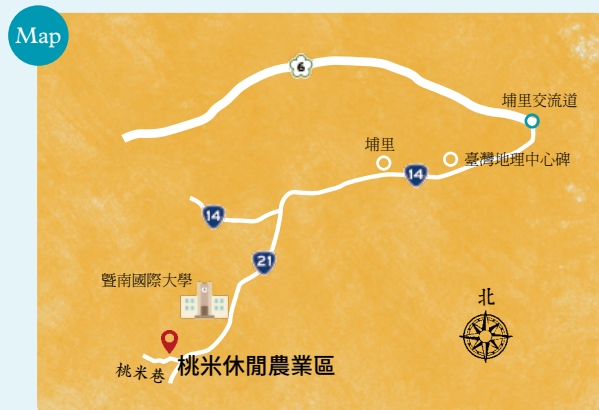 Map
6
埔里交流道
埔里
臺灣地理中心碑
14
14
21
暨南國際大學
北
桃米巷
桃米休閒農業區